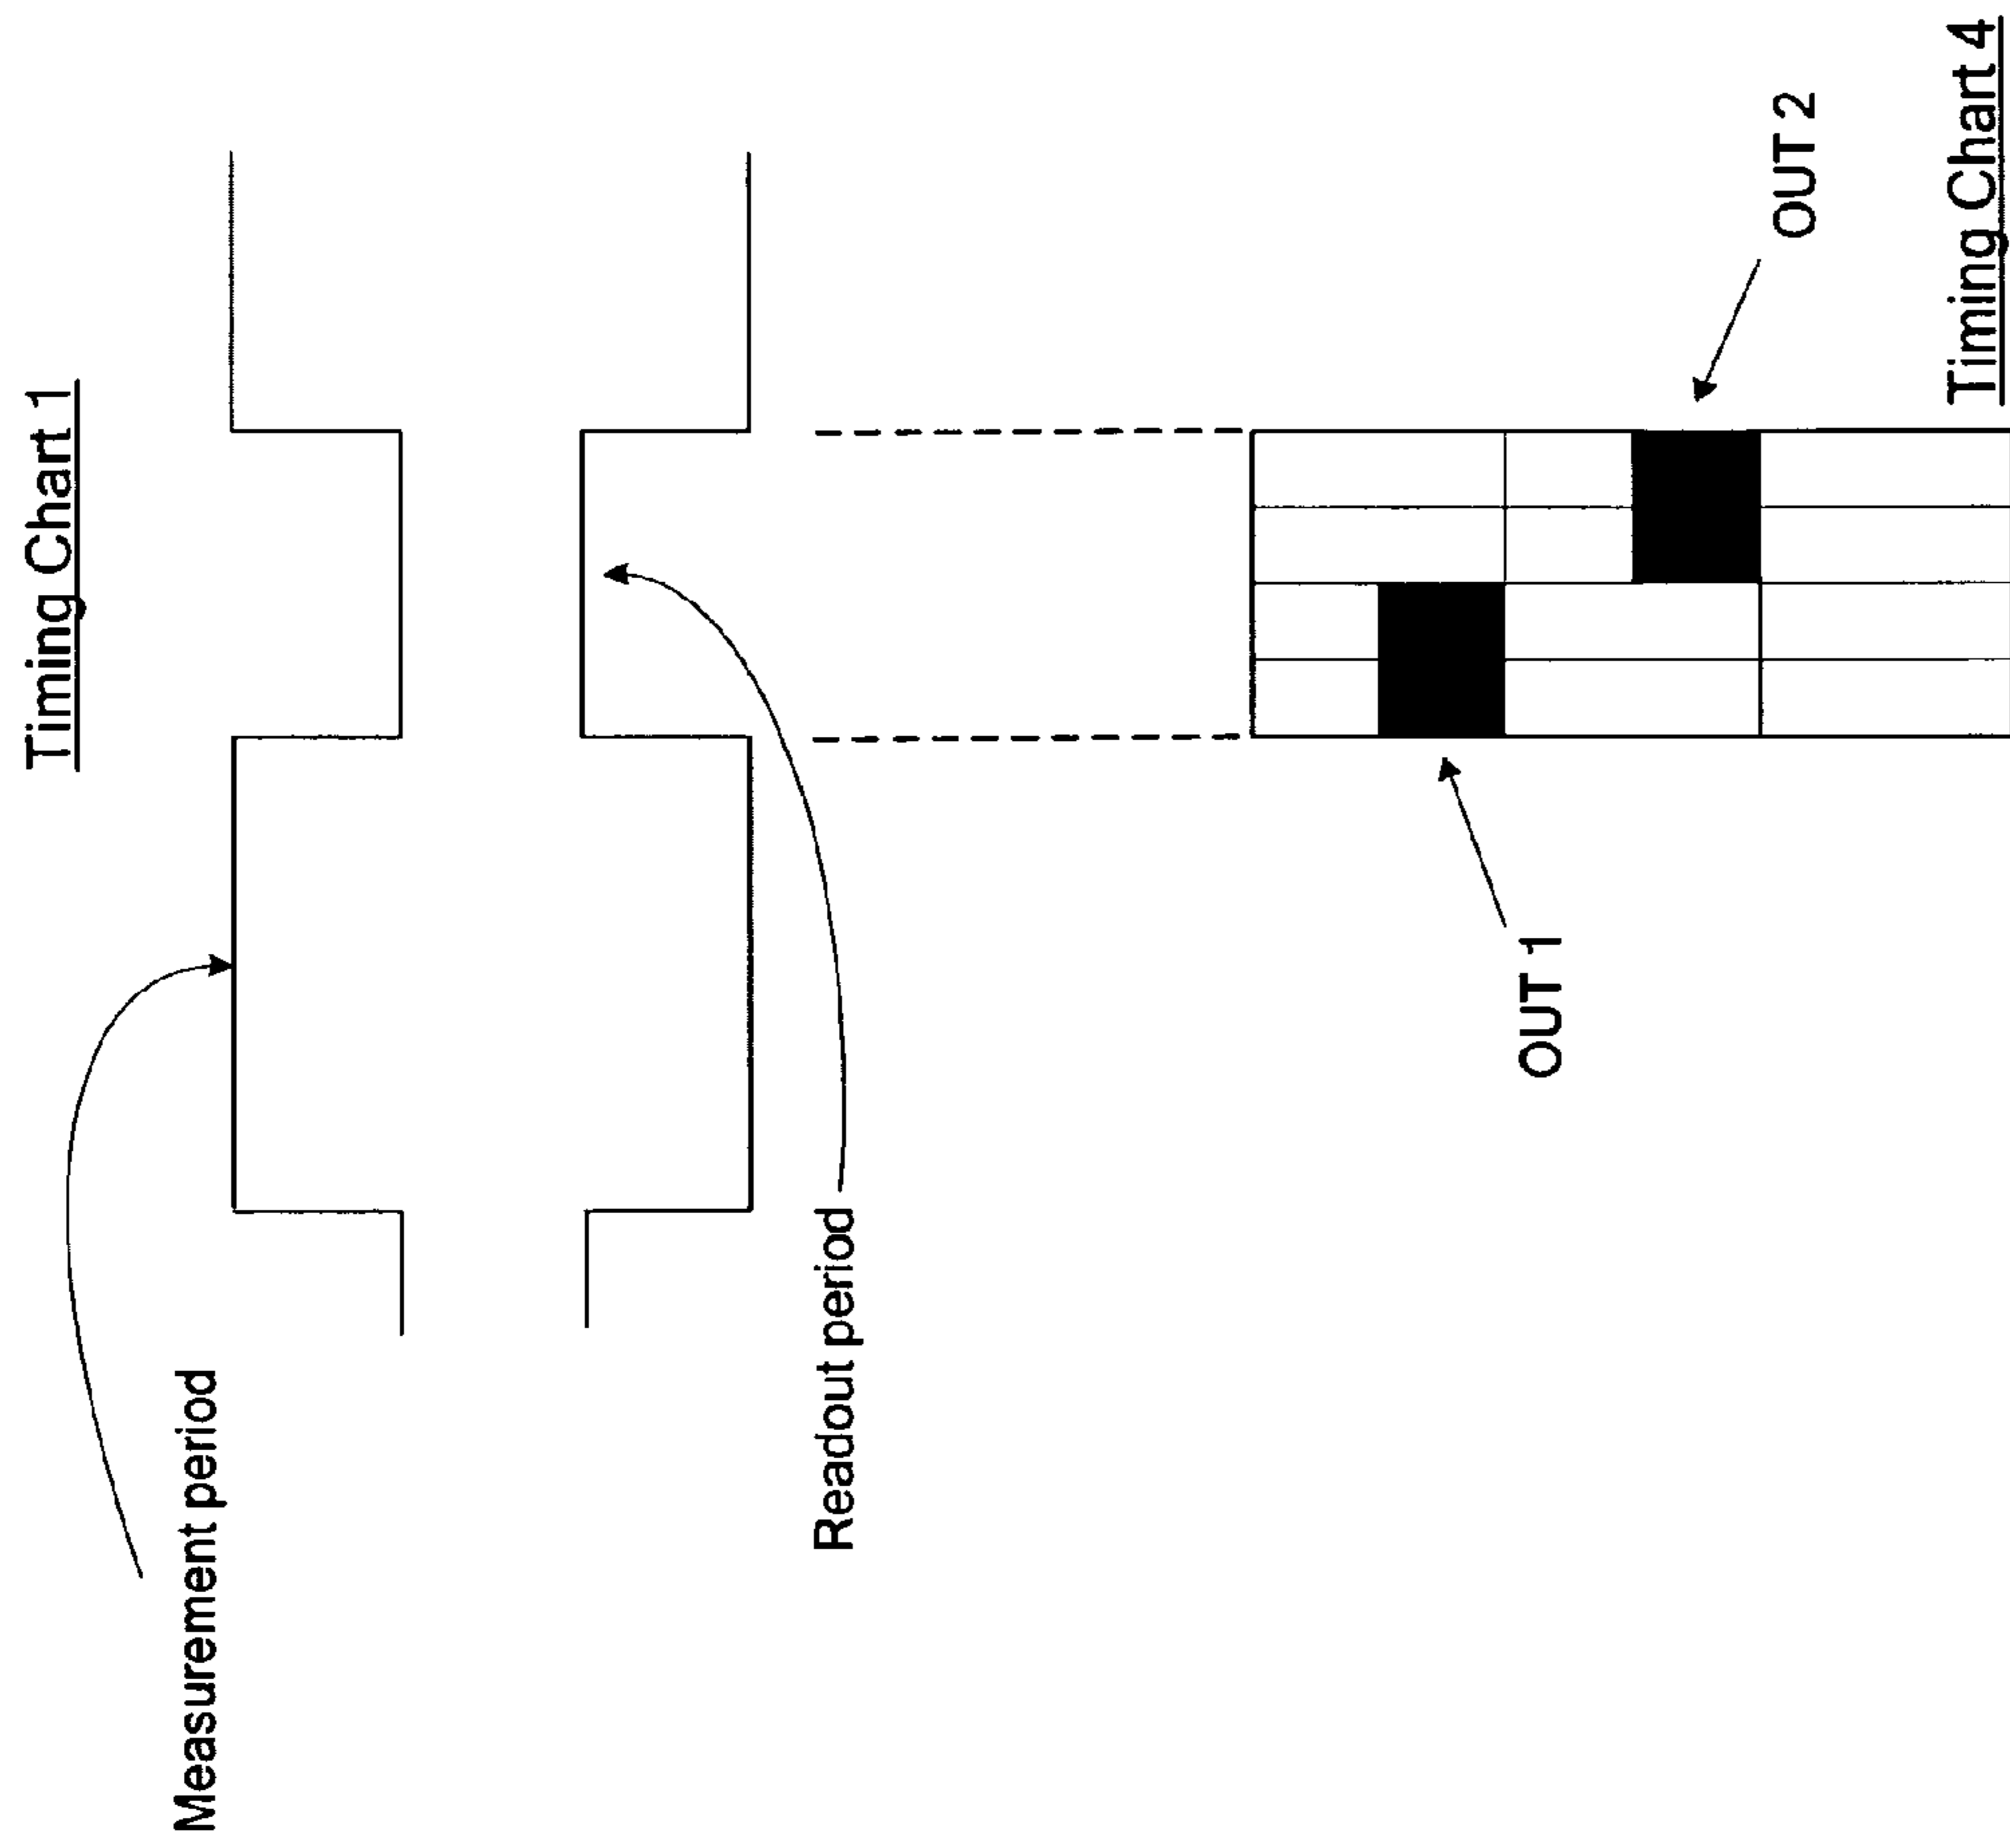 Timing Chart 1
Measurement period
Readout period
OUT 1
OUT 2
Timing Chart 4